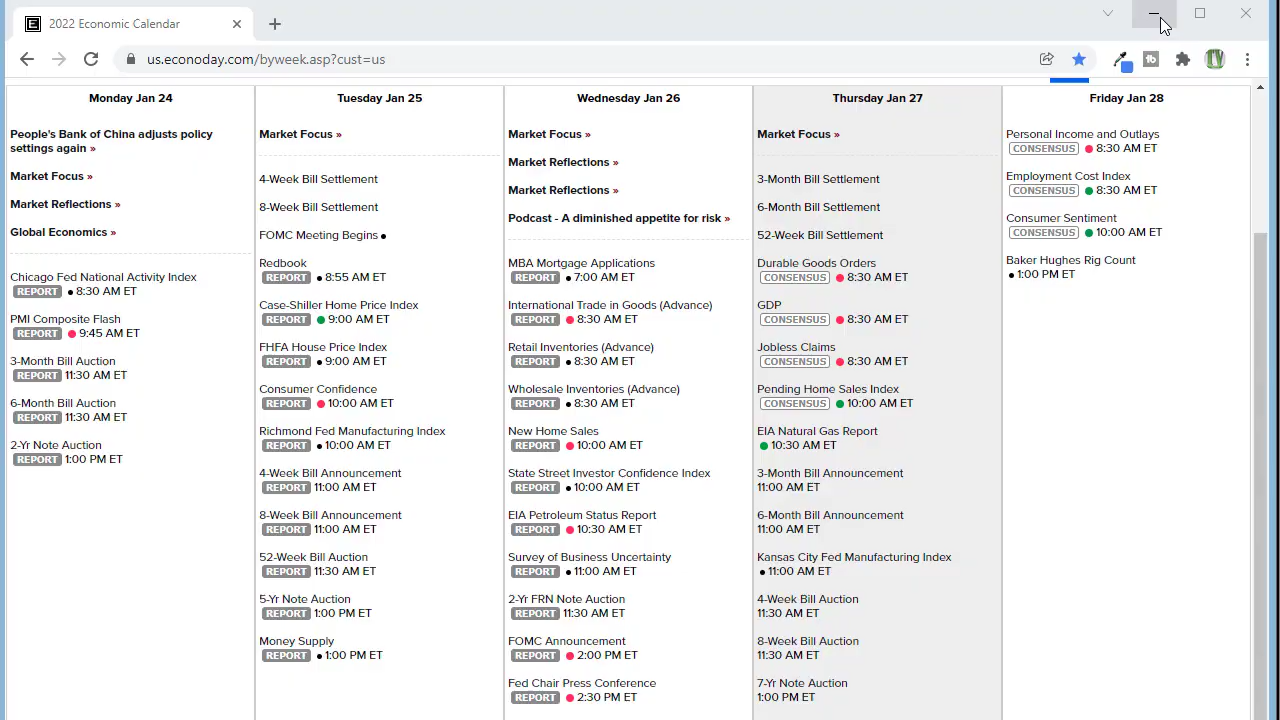 2022 Economic Calendar
us.econoday.com/byweek.asp?cust=us
Monday Jan 24
People's Bank of China adjusts policy
settings again »
Market Focus »
Market Reflections »
Global Economics »
Chicago Fed National Activity Index
REPORT 8:30 AM ET
PMI Composite Flash
REPORT 9:45 AM ET
3-Month Bill Auction
REPORT 11:30 AM ET
6-Month Bill Auction
REPORT 11:30 AM ET
2-Yr Note Auction
REPORT 1:00 PM ET
Tuesday Jan 25
Market Focus »
4-Week Bill Settlement
8-Week Bill Settlement
FOMC Meeting Begins
Redbook
REPORT 8:55 AM ET
Case-Shiller Home Price Index
REPORT 9:00 AM ET
FHFA House Price Index
REPORT 9:00 AM ET
Consumer Confidence
REPORT 10:00 AM ET
Richmond Fed Manufacturing Index
REPORT 10:00 AM ET
4-Week Bill Announcement
REPORT 11:00 AM ET
8-Week Bill Announcement
REPORT 11:00 AM ET
52-Week Bill Auction
REPORT 11:30 AM ET
5-Yr Note Auction
REPORT 1:00 PM ET
Money Supply
REPORT 1:00 PM ET
Wednesday Jan 26
Market Focus »
Market Reflections »
Market Reflections »
Podcast - A diminished appetite for risk »
MBA Mortgage Applications
REPORT 7:00 AM ET
International Trade in Goods (Advance)
REPORT 8:30 AM ET
Retail Inventories (Advance)
REPORT 8:30 AM ET
Wholesale Inventories (Advance)
REPORT 8:30 AM ET
New Home Sales
REPORT 10:00 AM ET
State Street Investor Confidence Index
REPORT 10:00 AM ET
EIA Petroleum Status Report
REPORT 10:30 AM ET
Survey of Business Uncertainty
REPORT 11:00 AM ET
2-Yr FRN Note Auction
REPORT 11:30 AM ET
FOMC Announcement
REPORT 2:00 PM ET
Fed Chair Press Conference
REPORT 2:30 PM ET
Thursday Jan 27
Market Focus »
3-Month Bill Settlement
6-Month Bill Settlement
52-Week Bill Settlement
Durable Goods Orders
CONSENSUS 8:30 AM ET
GDP
CONSENSUS 8:30 AM ET
Jobless Claims
CONSENSUS 8:30 AM ET
Pending Home Sales Index
CONSENSUS 10:00 AM ET
EIA Natural Gas Report
10:30 AM ET
3-Month Bill Announcement
11:00 AM ET
6-Month Bill Announcement
11:00 AM ET
Kansas City Fed Manufacturing Index
11:00 AM ET
4-Week Bill Auction
11:30 AM ET
8-Week Bill Auction
11:30 AM ET
7-Yr Note Auction
1:00 PM ET
Friday Jan 28
Personal Income and Outlays
CONSENSUS 8:30 AM ET
Employment Cost Index
CONSENSUS 8:30 AM ET
Consumer Sentiment
CONSENSUS 10:00 AM ET
Baker Hughes Rig Count
1:00 PM ET